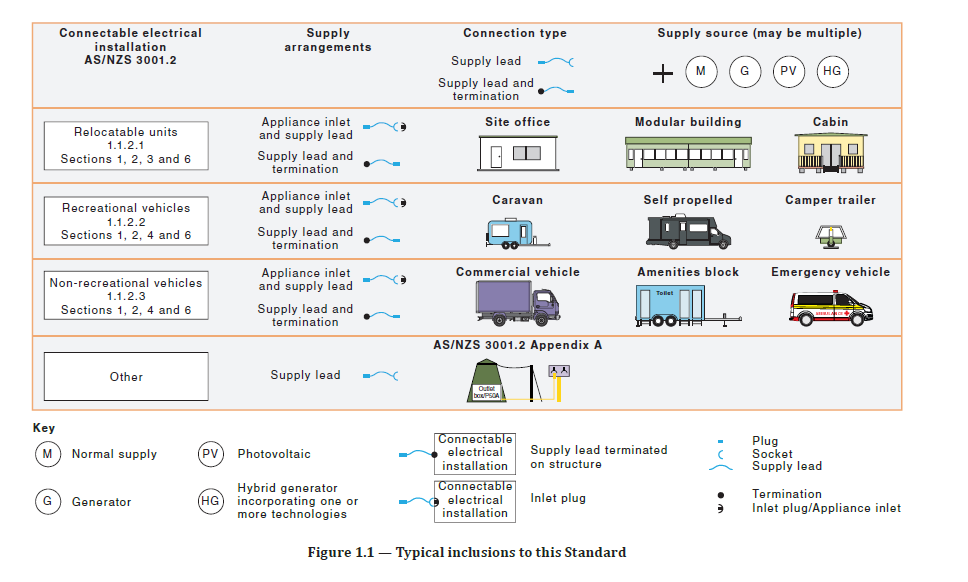 Connectable electrical
installation
AS/NZS 3001.2
Supply
arrangements
Connection type
Supply lead
Supply lead and
termination
Supply source (may be multiple)
+ M G PV HG
Relocatable units
1.1.2.1
Sections 1, 2, 3 and 6
Appliance inlet
and supply lead
Supply lead and
termination
Site office
Modular building
Cabin
Recreational vehicles
1.1.2.2
Sections 1, 2, 4 and 6
Appliance inlet
and supply lead
Supply lead and
termination
Caravan
Self propelled
Camper trailer
Non-recreational vehicles
1.1.2.3
Sections 1, 2, 4 and 6
Appliance inlet
and supply lead
Supply lead and
termination
Commercial vehicle
Amenities block
Toilet
Emergency vehicle
AMBULANCE
Other
Supply lead
AS/NZS 3001.2 Appendix A
Outlet
box/PSOA
Key
M Normal supply
G Generator
PV Photovoltaic
HG Hybrid generator
incorporating one or
more technologies
Connectable
electrical
installation
Supply lead terminated
on structure
Connectable
electrical
installation
Inlet plug
Plug
Socket
Supply lead
Termination
Inlet plug/Appliance inlet
Figure 1.1 — Typical inclusions to this Standard